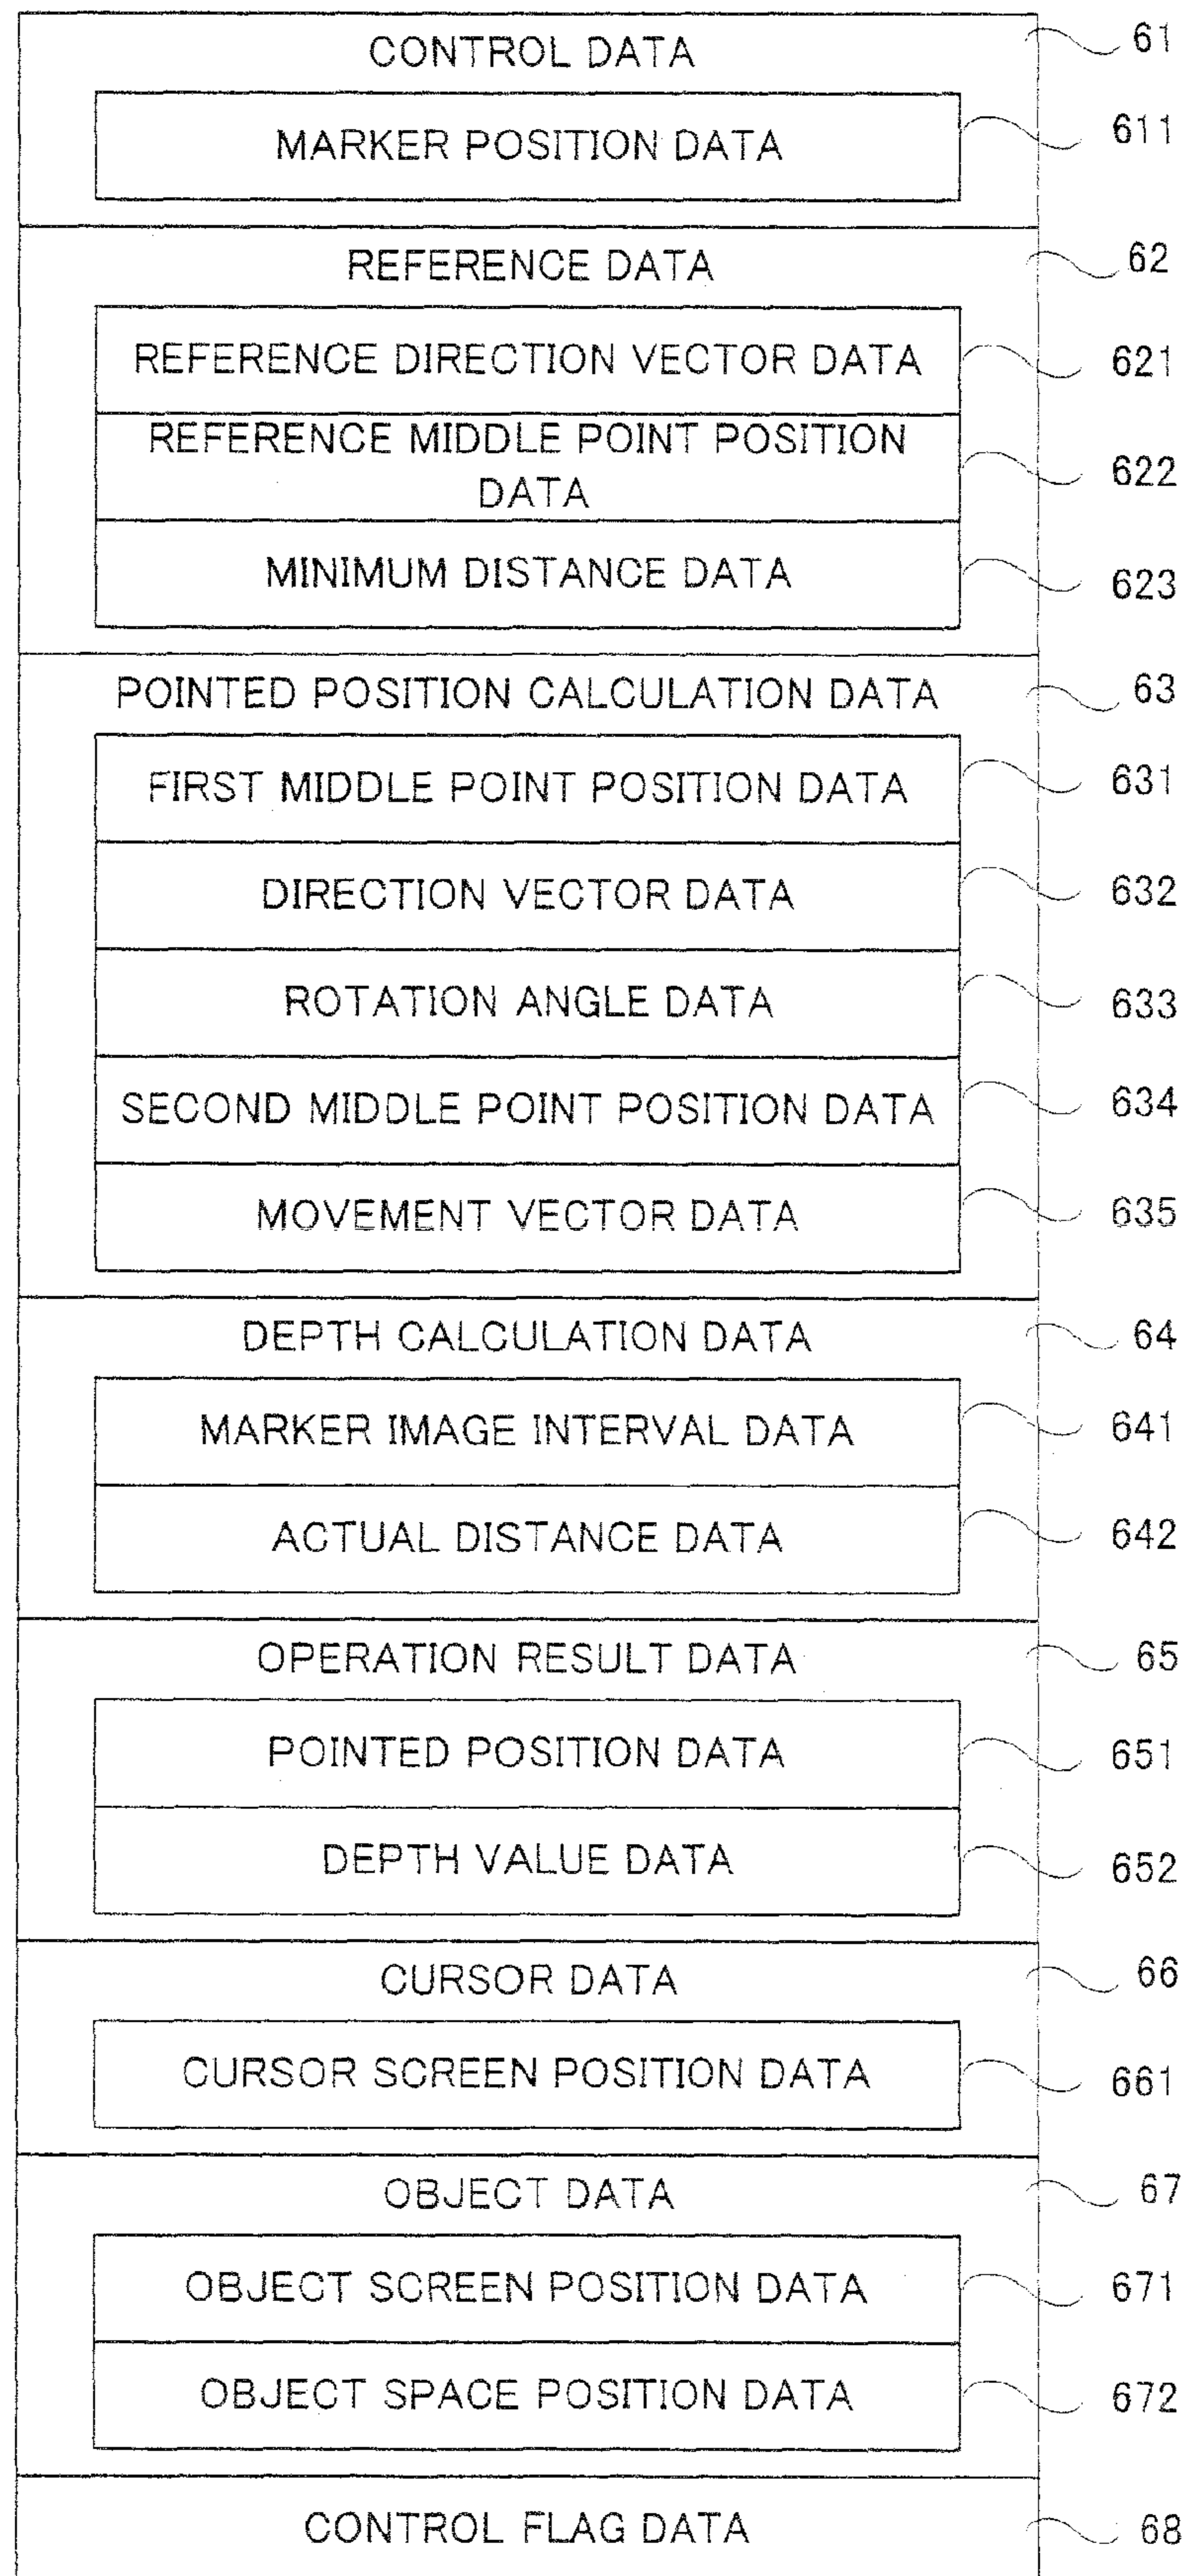 CONTROL DATA 61
MARKER POSITION DATA 611
REFERENCE DATA 62
REFERENCE DIRECTION VECTOR DATA 621
REFERENCE MIDDLE POINT POSITION
DATA 622
MINIMUM DISTANCE DATA 623
POINTED POSITION CALCULATION DATA 63
FIRST MIDDLE POINT POSITION DATA 631
DIRECTION VECTOR DATA 632
ROTATION ANGLE DATA 633
SECOND MIDDLE POINT POSITION DATA 634
MOVEMENT VECTOR DATA 635
DEPTH CALCULATION DATA 64
MARKER IMAGE INTERVAL DATA 641
ACTUAL DISTANCE DATA 642
OPERATION RESULT DATA 65
POINTED POSITION DATA 651
DEPTH VALUE DATA 652
CURSOR DATA 66
CURSOR SCREEN POSITION DATA 661
OBJECT DATA 67
OBJECT SCREEN POSITION DATA 671
OBJECT SPACE POSITION DATA 672
CONTROL FLAG DATA 68